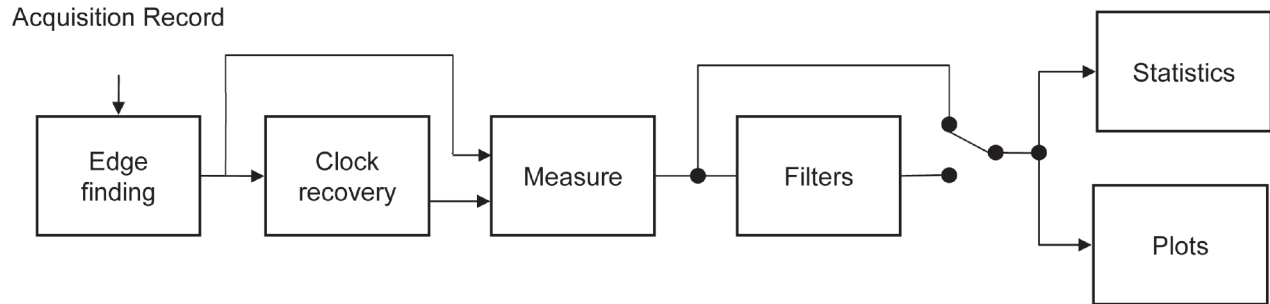 Acquisition Record
Edge
finding
Clock
recovery
Measure
Filters
Statistics
Plots